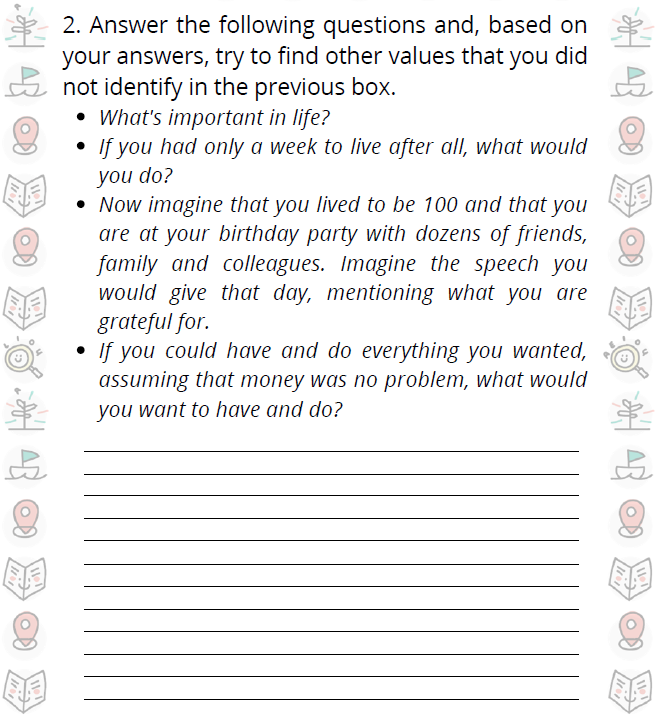 2. Answer the following questions and, based on
your answers, try to find other values that you did
not identify in the previous box.
• What's important in life?
• If you had only a week to live after all, what would
you do?
• Now imagine that you lived to be 100 and that you
are at your birthday party with dozens of friends,
family and colleagues. Imagine the speech you
would give that day, mentioning what you are
grateful for.
• If you could have and do everything you wanted,
assuming that money was no problem, what would
you want to have and do?